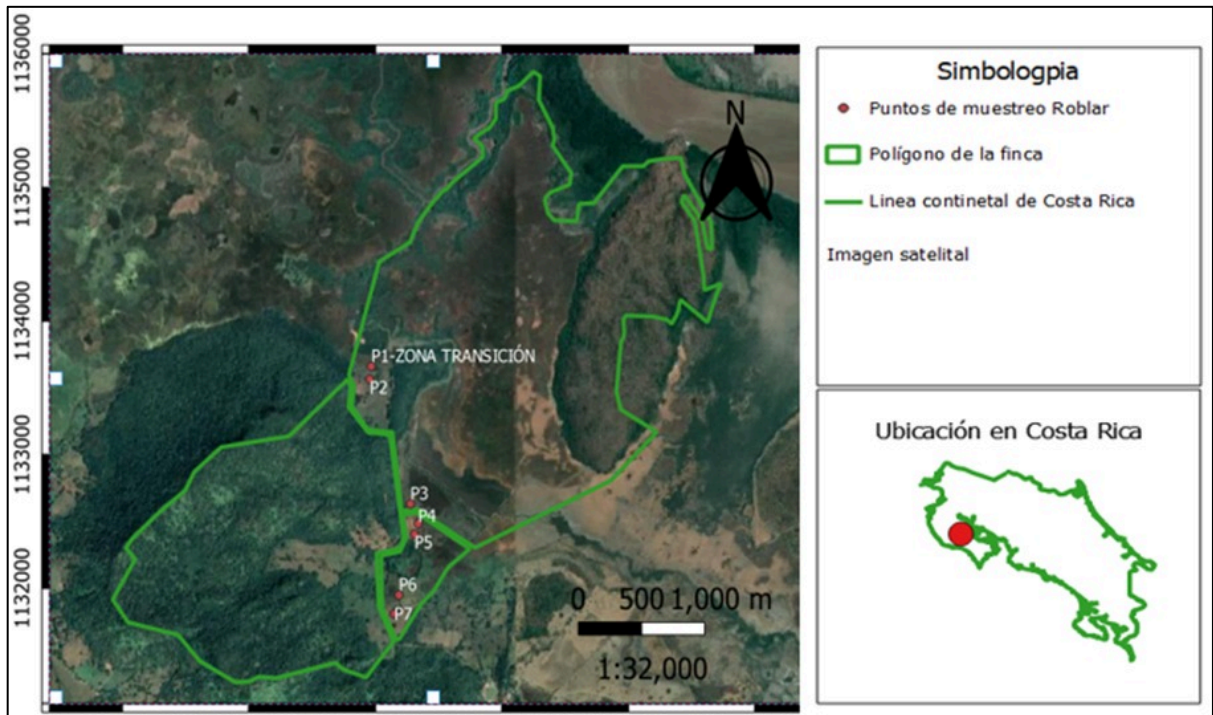 1136000
1135000
1134000
1133000
1132000
N
P1-ZONA TRANSICIÓN
P2
P3
P4
P5
P6
P7
0 500 1,000 m
1:32,000
Simbologpia
Puntos de muestreo Roblar
Polígono de la finca
Linea continetal de Costa Rica
Imagen satelital
Ubicación en Costa Rica